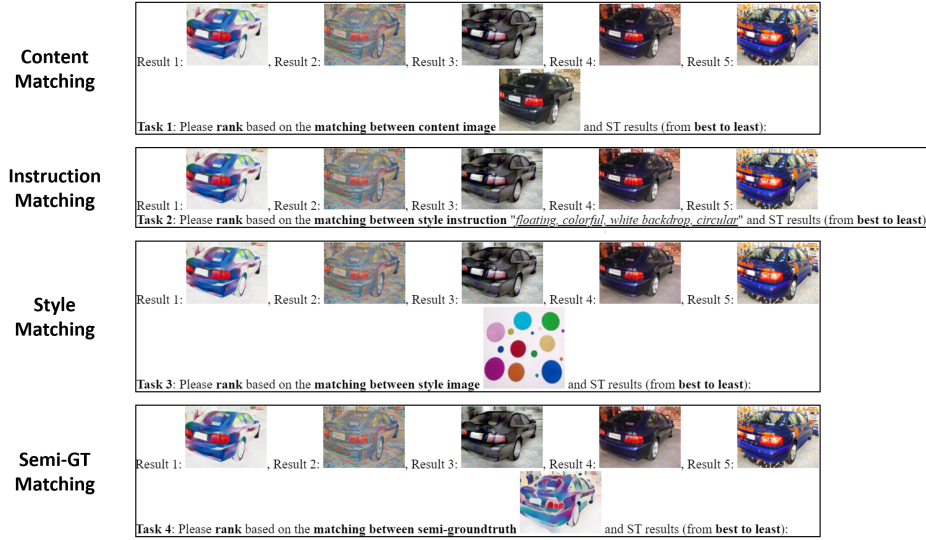 Content
Matching
Result 1: , Result 2: , Result 3: , Result 4: , Result 5:
Task 1: Please rank based on the matching between content image and ST results (from best to least):
Instruction
Matching
Result 1: , Result 2: , Result 3: , Result 4: , Result 5:
Task 2: Please rank based on the matching between style instruction "floating, colorful, white backdrop, circular" and ST results (from best to least)
Style
Matching
Result 1: , Result 2: , Result 3: , Result 4: , Result 5:
Task 3: Please rank based on the matching between style image and ST results (from best to least):
Semi-GT
Matching
Result 1: , Result 2: , Result 3: , Result 4: , Result 5:
Task 4: Please rank based on the matching between semi-groundtruth and ST results (from best to least):